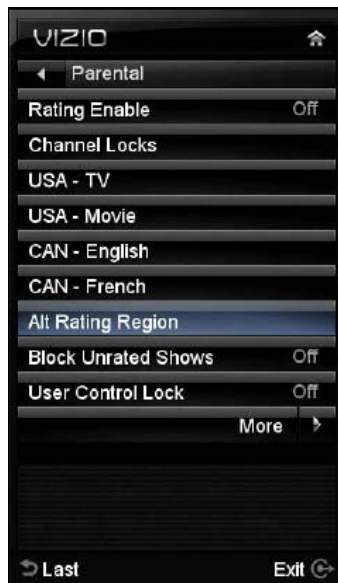 VIZIO
Parental
Rating Enable Off
Channel Locks
USA - TV
USA - Movie
CAN - English
CAN - French
Alt Rating Region
Block Unrated Shows Off
User Control Lock Off
More
Last Exit